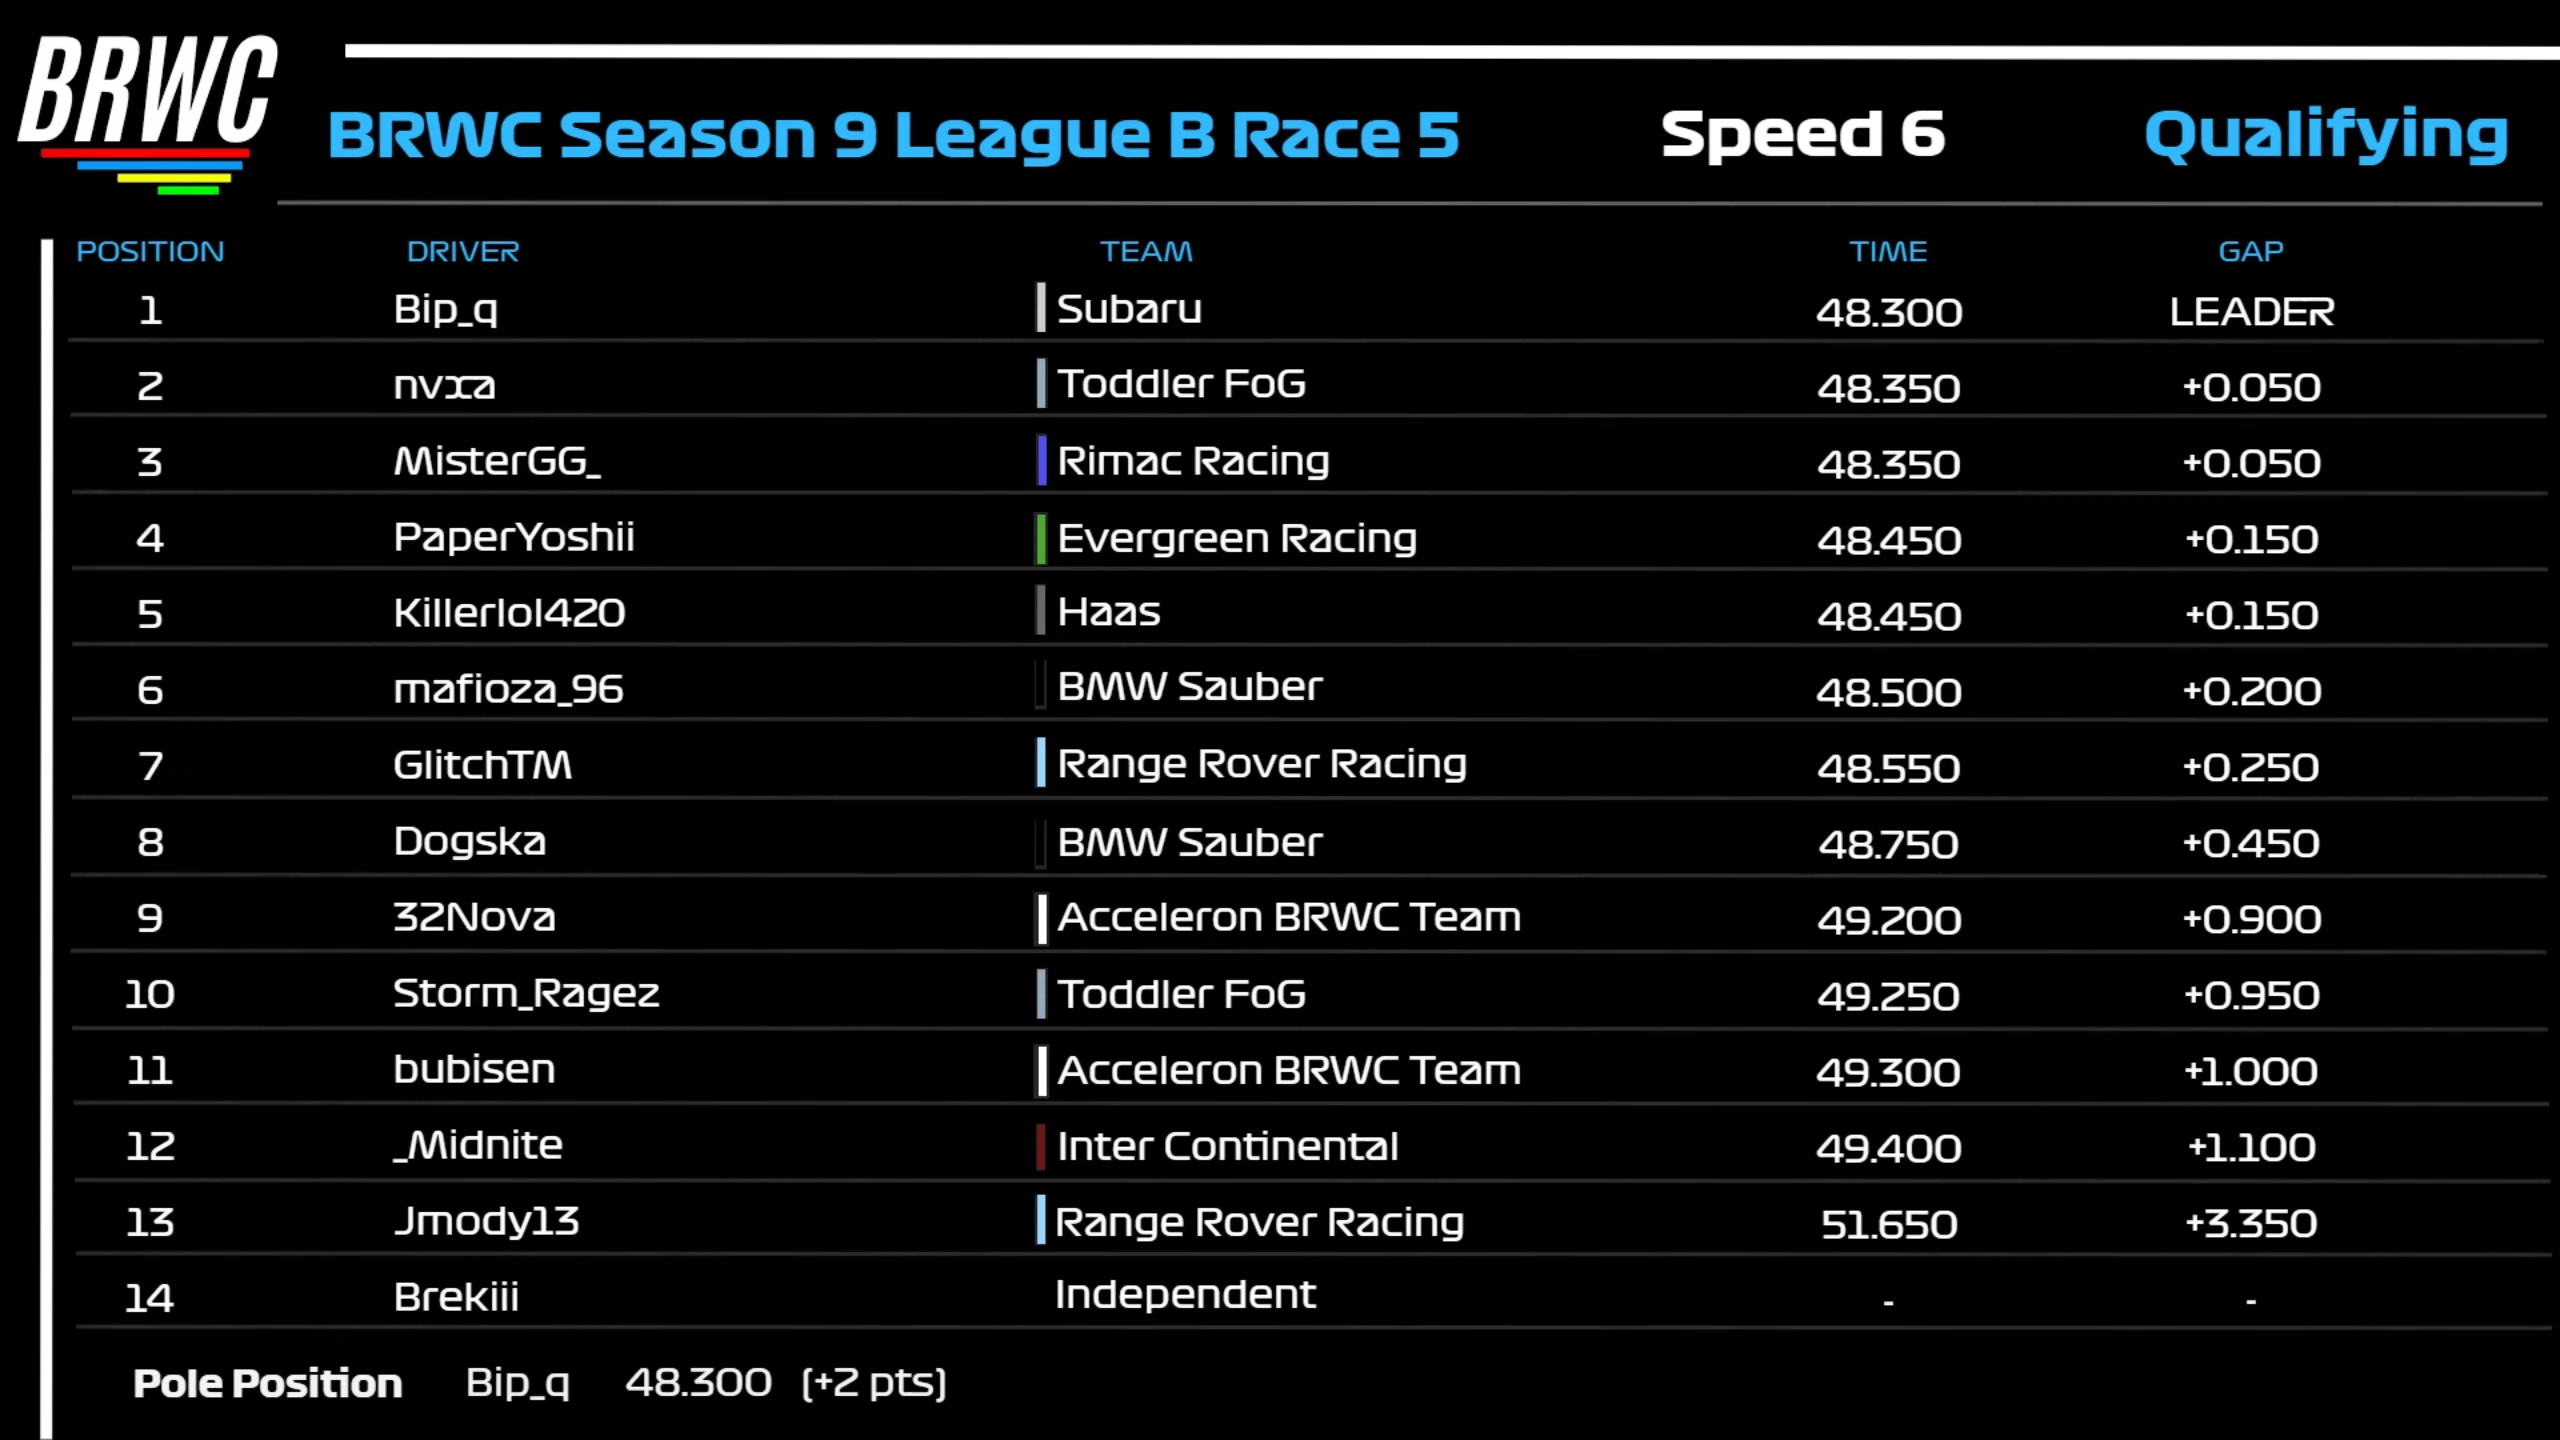 BRWC
BRWC Season 9 League B Race 5 Speed 6 Qualifying
POSITION DRIVER TEAM TIME GAP
1 Bip_q Subaru 48.300 LEADER
2 nvxa Toddler FoG 48.350 +0.050
3 MisterGG_ Rimac Racing 48.350 +0.050
4 PaperYoshii Evergreen Racing 48.450 +0.150
5 Killerlol420 Haas 48.450 +0.150
6 mafioza_96 BMW Sauber 48.500 +0.200
7 GlitchTM Range Rover Racing 48.550 +0.250
8 Dogska BMW Sauber 48.750 +0.450
9 32Nova Acceleron BRWC Team 49.200 +0.900
10 Storm_Ragez Toddler FoG 49.250 +0.950
11 bubisen Acceleron BRWC Team 49.300 +1.000
12 _Midnite Inter Continental 49.400 +1.100
13 Jmody13 Range Rover Racing 51.650 +3.350
14 Brekiii Independent - -
Pole Position Bip_q 48.300 (+2 pts)